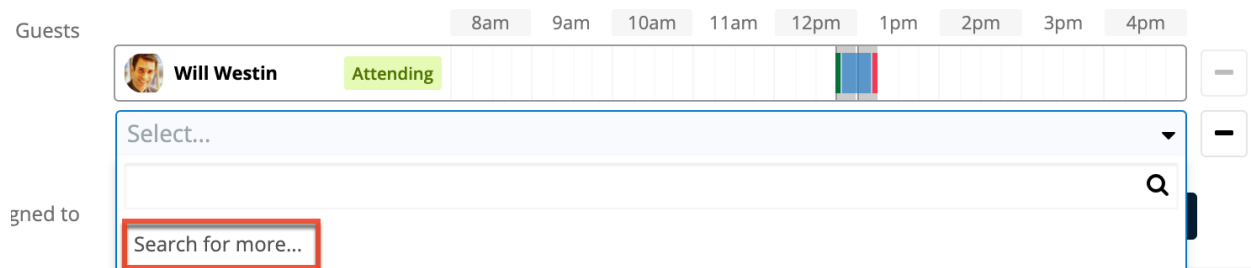 Guests
8am 9am 10am 11am 12pm 1pm 2pm 3pm 4pm
Will Westin Attending
Select...
gned to
Search for more...